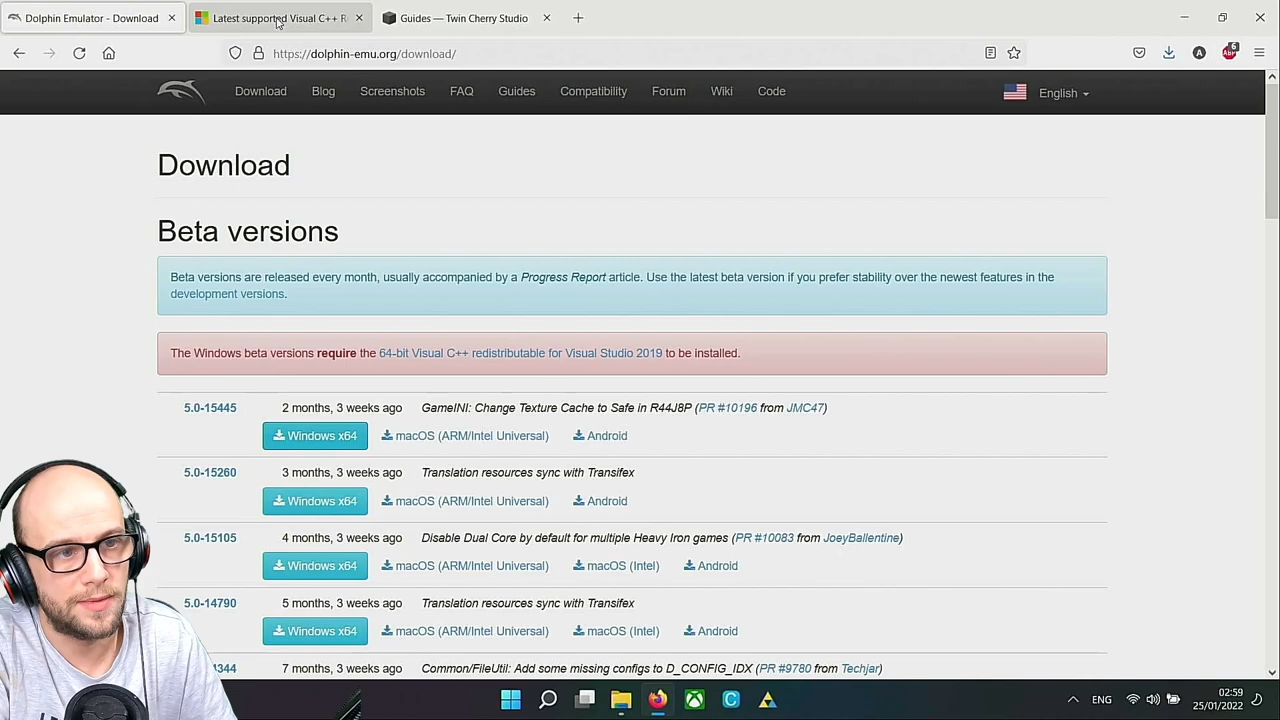 Dolphin Emulator - Download
Latest supported Visual C++ R
Guides — Twin Cherry Studio
https://dolphin-emu.org/download/
A
6
Download Blog Screenshots FAQ Guides Compatibility Forum Wiki Code English
Download
Beta versions
Beta versions are released every month, usually accompanied by a Progress Report article. Use the latest beta version if you prefer stability over the newest features in the
development versions.
The Windows beta versions require the 64-bit Visual C++ redistributable for Visual Studio 2019 to be installed.
5.0-15445 2 months, 3 weeks ago GameINI: Change Texture Cache to Safe in R44J8P (PR #10196 from JMC47)
Windows x64 macOS (ARM/Intel Universal) Android
5.0-15260 3 months, 3 weeks ago Translation resources sync with Transifex
Windows x64 macOS (ARM/Intel Universal) Android
5.0-15105 4 months, 3 weeks ago Disable Dual Core by default for multiple Heavy Iron games (PR #10083 from JoeyBallentine)
Windows x64 macOS (ARM/Intel Universal) macOS (Intel) Android
5.0-14790 5 months, 3 weeks ago Translation resources sync with Transifex
Windows x64 macOS (ARM/Intel Universal) macOS (Intel) Android
344 7 months, 3 weeks ago Common/FileUtil: Add some missing configs to D_CONFIG_IDX (PR #9780 from Techjar)
ENG
02:59
25/01/2022